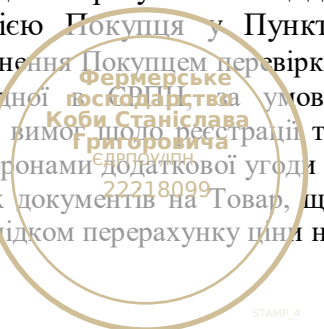 ією Покупця у Пункт
нення Покупцем перевірк
дної в ЄРПН, за умов
вимог щодо реєстрації т
ронами додаткової угоди
х документів на Товар, щ
лідком перерахунку ціни н
Фермерське
господарство
Коби Станіслава
Григоровича
ЄДРПОУ/ІПН
22218099
STAMP_4